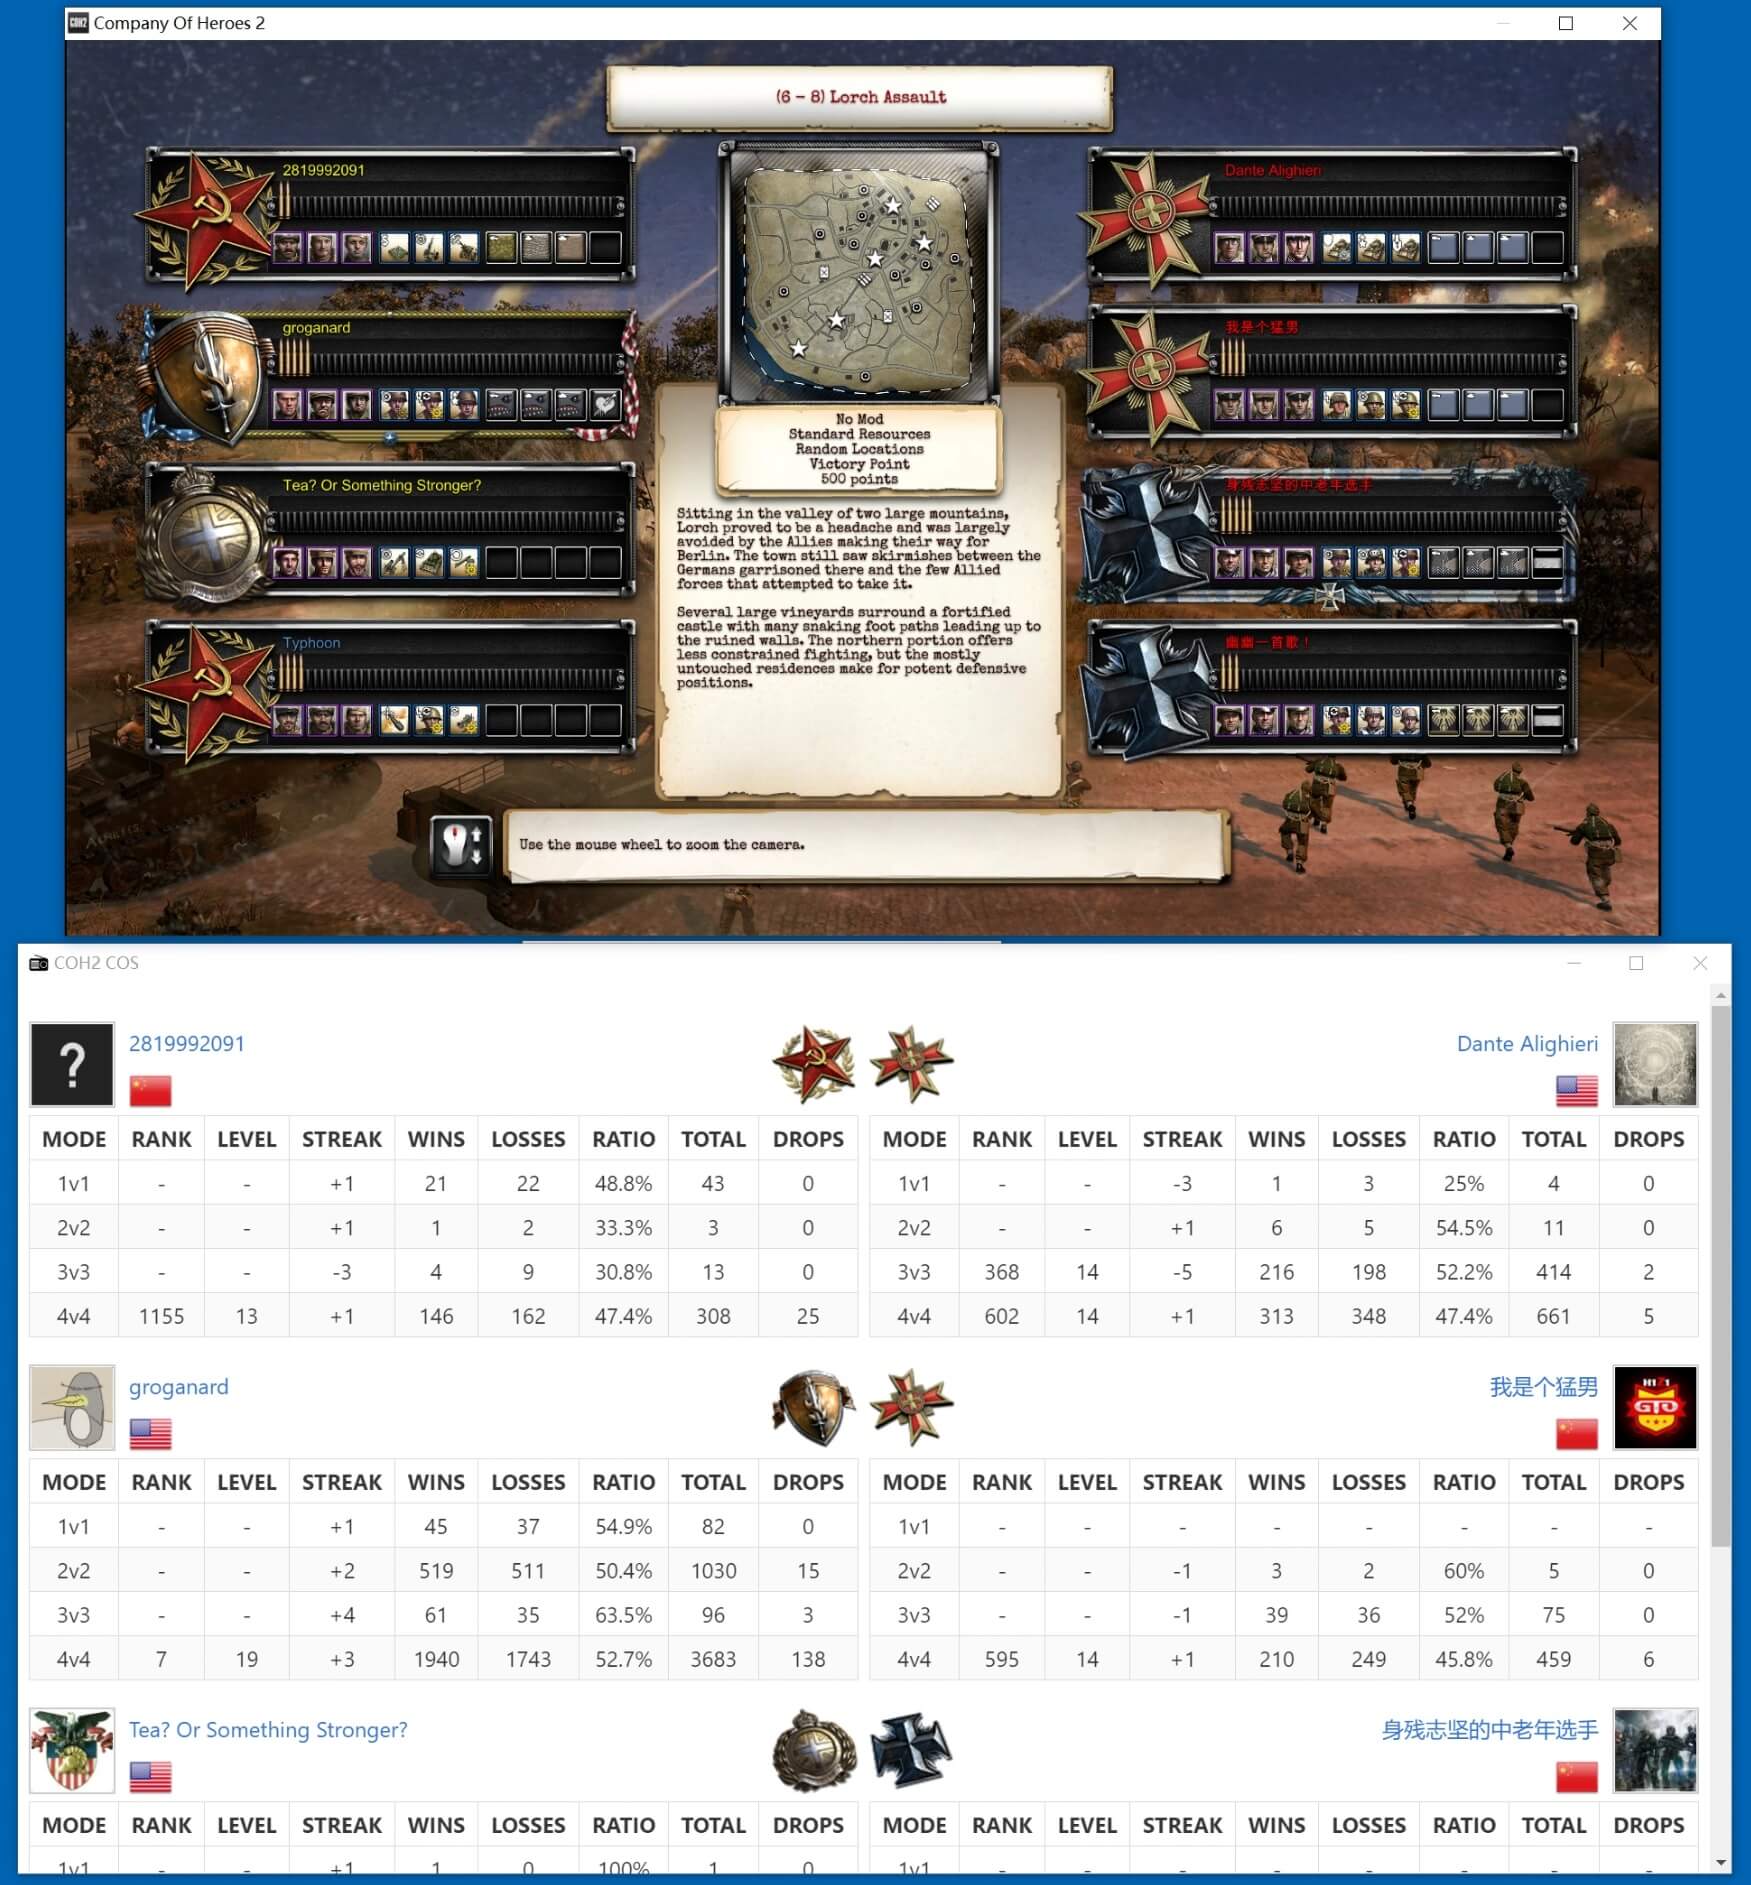 Company Of Heroes 2
(6 - 8) Lorch Assault
2819992091
groganard
Tea? Or Something Stronger?
Typhoon
Dante Alighieri
我是个猛男
身残志坚的中老年选手
幽幽一首歌！
No Mod
Standard Resources
Random Locations
Victory Point
500 points
Sitting in the valley of two large mountains,
Lorch proved to be a headache and was largely
avoided by the Allies making their way for
Berlin. The town still saw skirmishes between the
Germans garrisoned there and the few Allied
forces that attempted to take it.
Several large vineyards surround a fortified
castle with many snaking foot paths leading up to
the ruined walls. The northern portion offers
less constrained fighting, but the mostly
untouched residences make for potent defensive
positions.
Use the mouse wheel to zoom the camera.
COH2 COS
2819992091 Dante Alighieri
MODE RANK LEVEL STREAK WINS LOSSES RATIO TOTAL DROPS MODE RANK LEVEL STREAK WINS LOSSES RATIO TOTAL DROPS
1v1 - - +1 21 22 48.8% 43 0 1v1 - - -3 1 3 25% 4 0
2v2 - - +1 1 2 33.3% 3 0 2v2 - - +1 6 5 54.5% 11 0
3v3 - - -3 4 9 30.8% 13 0 3v3 368 14 -5 216 198 52.2% 414 2
4v4 1155 13 +1 146 162 47.4% 308 25 4v4 602 14 +1 313 348 47.4% 661 5
groganard 我是个猛男
MODE RANK LEVEL STREAK WINS LOSSES RATIO TOTAL DROPS MODE RANK LEVEL STREAK WINS LOSSES RATIO TOTAL DROPS
1v1 - - +1 45 37 54.9% 82 0 1v1 - - - - - - - -
2v2 - - +2 519 511 50.4% 1030 15 2v2 - - -1 3 2 60% 5 0
3v3 - - +4 61 35 63.5% 96 3 3v3 - - -1 39 36 52% 75 0
4v4 7 19 +3 1940 1743 52.7% 3683 138 4v4 595 14 +1 210 249 45.8% 459 6
Tea? Or Something Stronger? 身残志坚的中老年选手
MODE RANK LEVEL STREAK WINS LOSSES RATIO TOTAL DROPS MODE RANK LEVEL STREAK WINS LOSSES RATIO TOTAL DROPS
1v1 - - +1 1 0 100% 1 0 1v1 - - - - - - - -